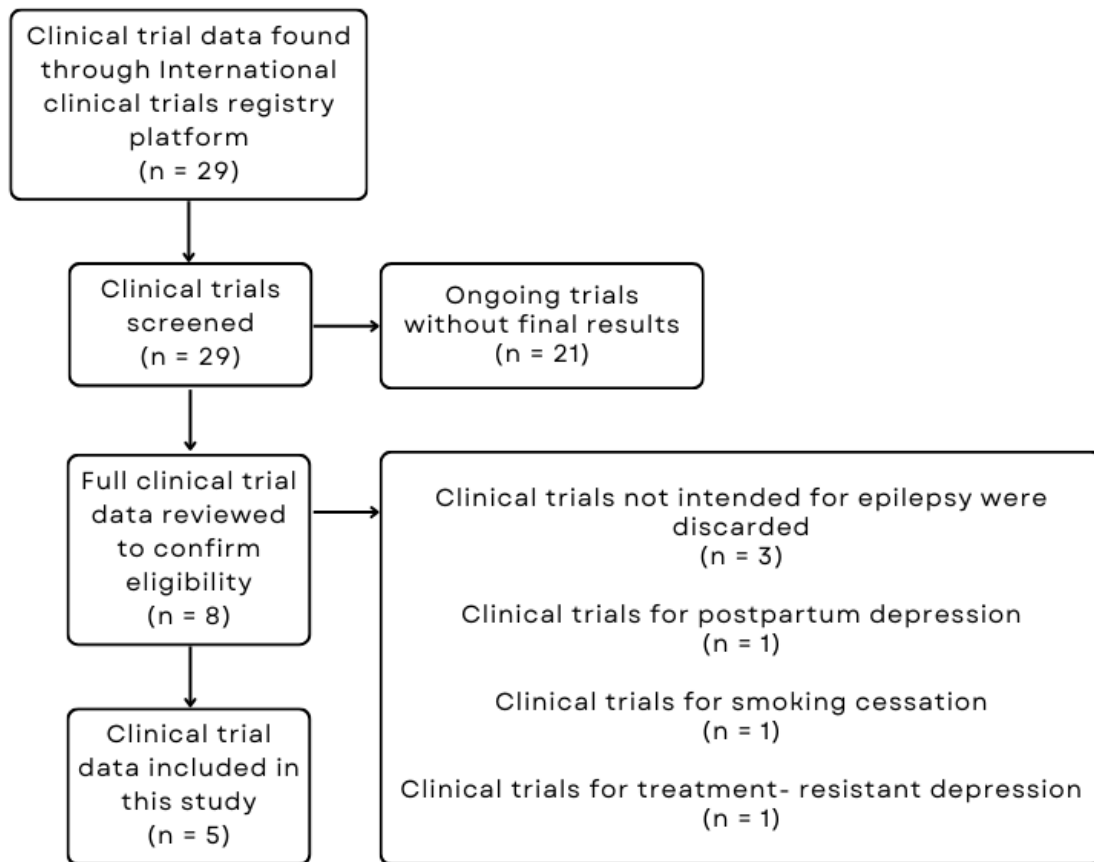 Clinical trial data found
through International
clinical trials registry
platform
(n = 29)
Clinical trials
screened
(n = 29)
Ongoing trials
without final results
(n = 21)
Full clinical trial
data reviewed
to confirm
eligibility
(n = 8)
Clinical trials not intended for epilepsy were
discarded
(n = 3)
Clinical trials for postpartum depression
(n = 1)
Clinical trials for smoking cessation
(n = 1)
Clinical trials for treatment- resistant depression
(n = 1)
Clinical trial
data included in
this study
(n = 5)